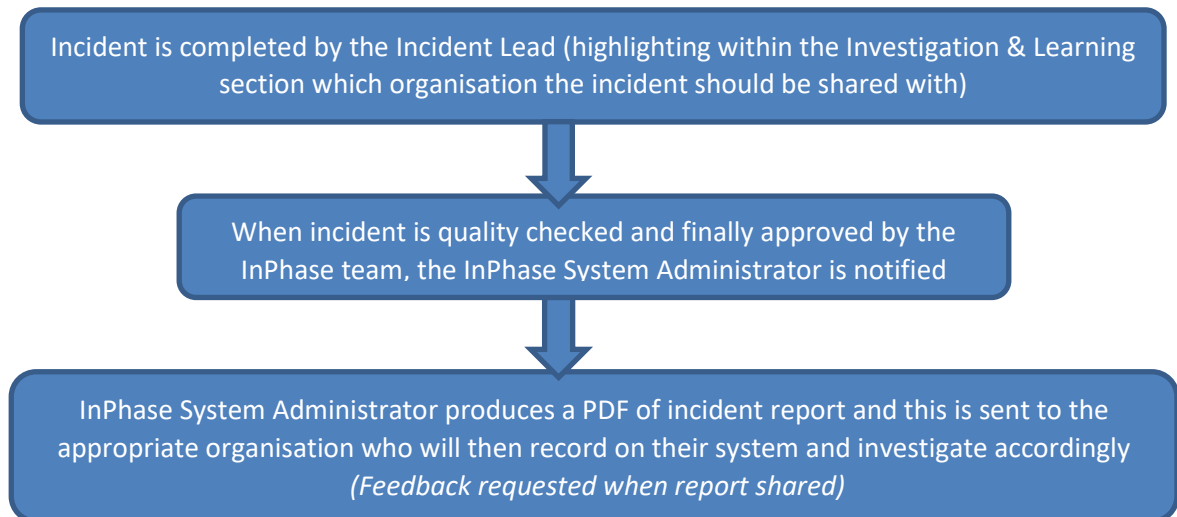 Incident is completed by the Incident Lead (highlighting within the Investigation & Learning
section which organisation the incident should be shared with)
When incident is quality checked and finally approved by the
InPhase team, the InPhase System Administrator is notified
InPhase System Administrator produces a PDF of incident report and this is sent to the
appropriate organisation who will then record on their system and investigate accordingly
(Feedback requested when report shared)